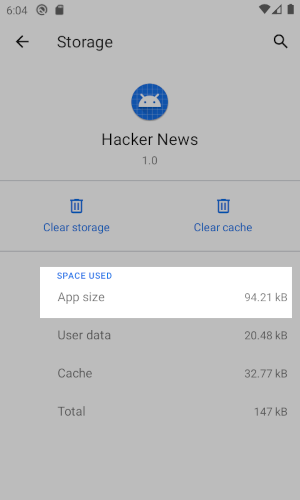 6:04
Storage
Hacker News
1.0
Clear storage
Clear cache
SPACE USED
App size 94.21 kB
User data 20.48 kB
Cache 32.77 kB
Total 147 kB